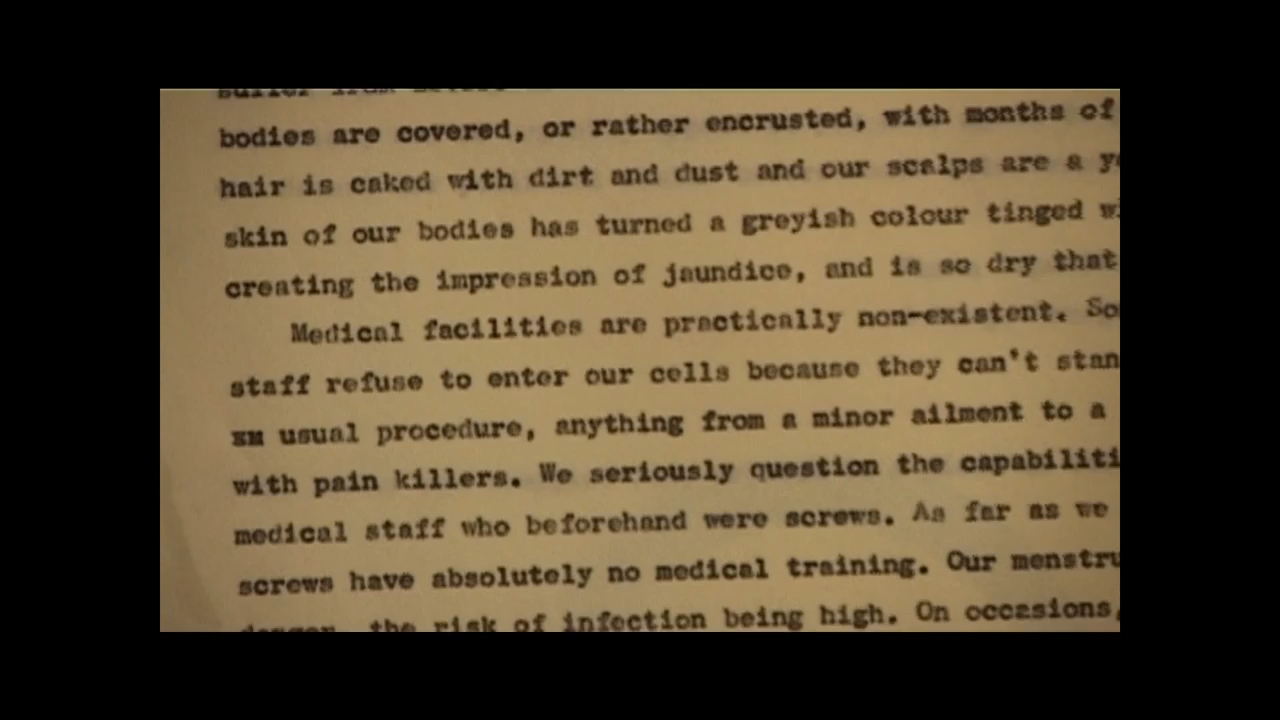 suffer from
bodies are covered, or rather encrusted, with months of
hair is caked with dirt and dust and our scalps are a
skin of our bodies has turned a greyish colour tinged
creating the impression of jaundice, and is so dry that
Medical facilities are practically non-existent. So
staff refuse to enter our cells because they can't stan
usual procedure, anything from a minor ailment to a
with pain killers. We seriously question the capabiliti
medical staff who beforehand were screws. As far as we
screws have absolutely no medical training. Our menstru
danger, the risk of infection being high. On occasions,